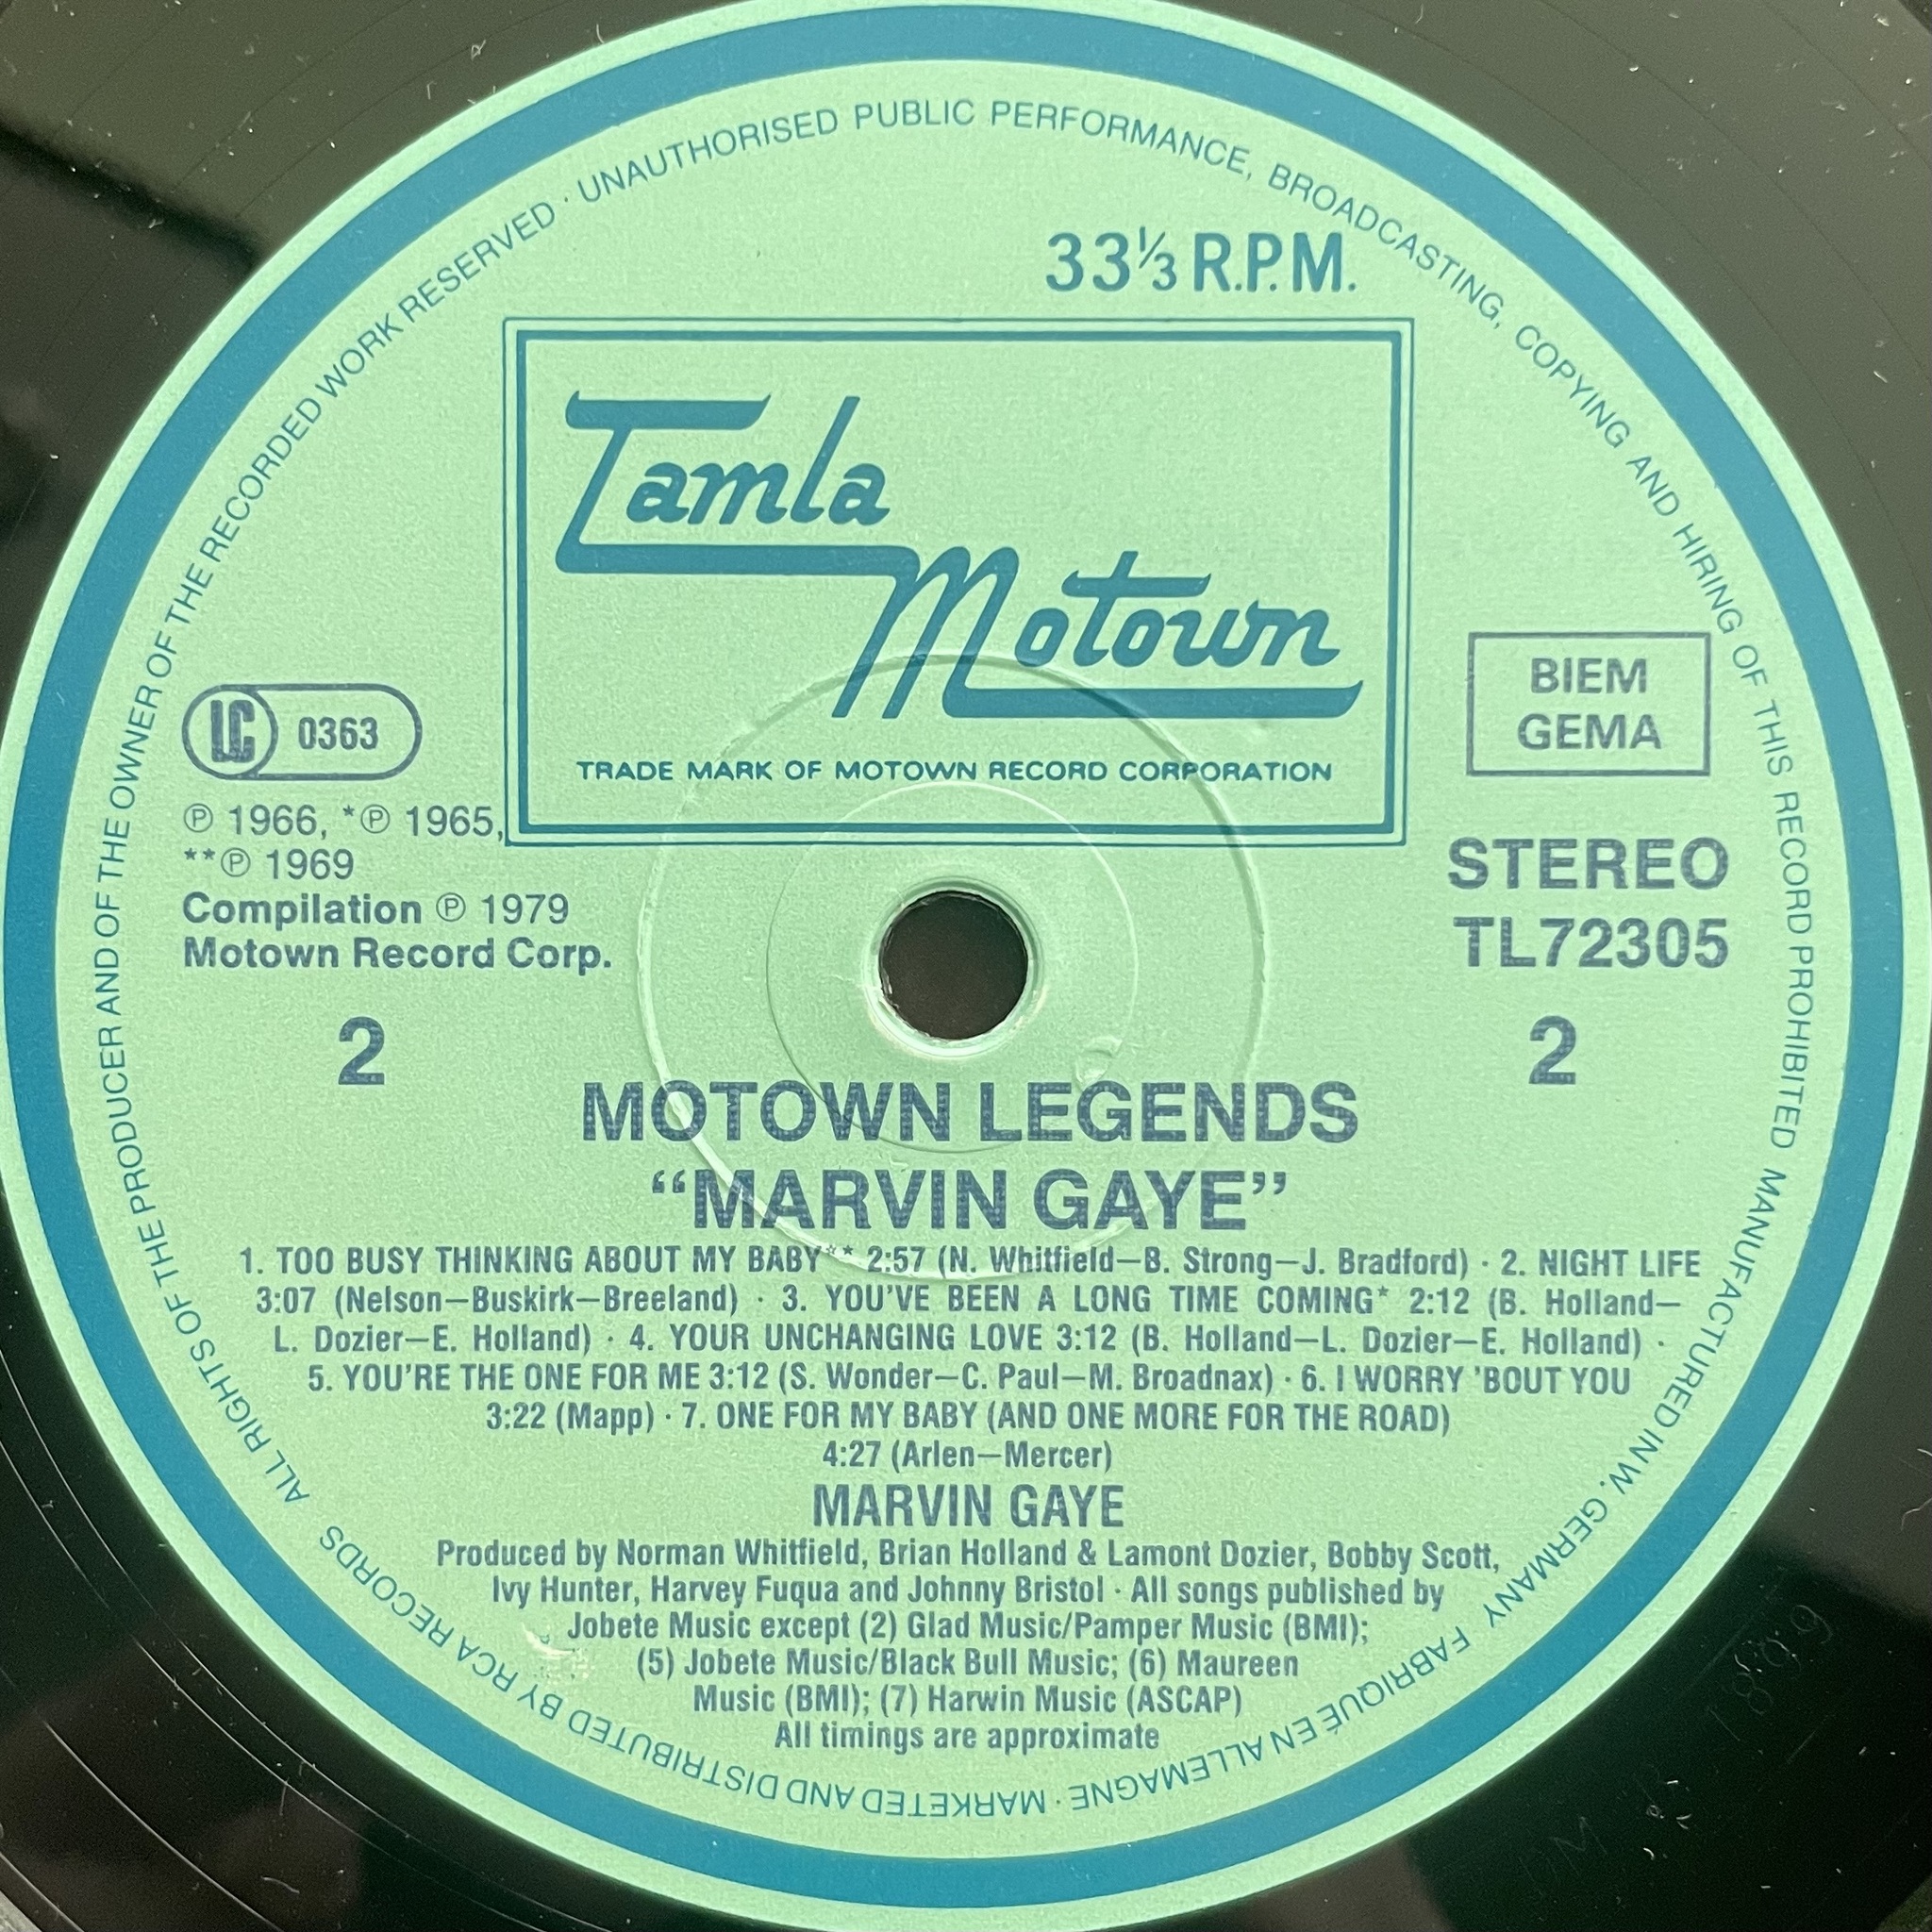 ALL RIGHTS OF THE PRODUCER AND OF THE OWNER OF THE RECORDED WORK RESERVED · UNAUTHORISED PUBLIC PERFORMANCE, BROADCASTING, COPYING AND HIRING OF THIS RECORD PROHIBITED MANUFACTURED IN W. GERMANY FABRIQUÉ EN ALLEMAGNE · MARKETED AND DISTRIBUTED BY RCA RECORDS
33⅓ R.P.M.
Tamla
Motown
TRADE MARK OF MOTOWN RECORD CORPORATION
LC 0363
BIEM
GEMA
℗ 1966, *℗ 1965,
**℗ 1969
Compilation ℗ 1979
Motown Record Corp.
STEREO
TL72305
2
2
MOTOWN LEGENDS
“MARVIN GAYE”
1. TOO BUSY THINKING ABOUT MY BABY** 2:57 (N. Whitfield—B. Strong—J. Bradford) · 2. NIGHT LIFE
3:07 (Nelson—Buskirk—Breeland) · 3. YOU’VE BEEN A LONG TIME COMING* 2:12 (B. Holland—
L. Dozier—E. Holland) · 4. YOUR UNCHANGING LOVE 3:12 (B. Holland—L. Dozier—E. Holland) ·
5. YOU’RE THE ONE FOR ME 3:12 (S. Wonder—C. Paul—M. Broadnax) · 6. I WORRY ’BOUT YOU
3:22 (Mapp) · 7. ONE FOR MY BABY (AND ONE MORE FOR THE ROAD)
4:27 (Arlen—Mercer)
MARVIN GAYE
Produced by Norman Whitfield, Brian Holland & Lamont Dozier, Bobby Scott,
Ivy Hunter, Harvey Fuqua and Johnny Bristol · All songs published by
Jobete Music except (2) Glad Music/Pamper Music (BMI);
(5) Jobete Music/Black Bull Music; (6) Maureen
Music (BMI); (7) Harwin Music (ASCAP)
All timings are approximate